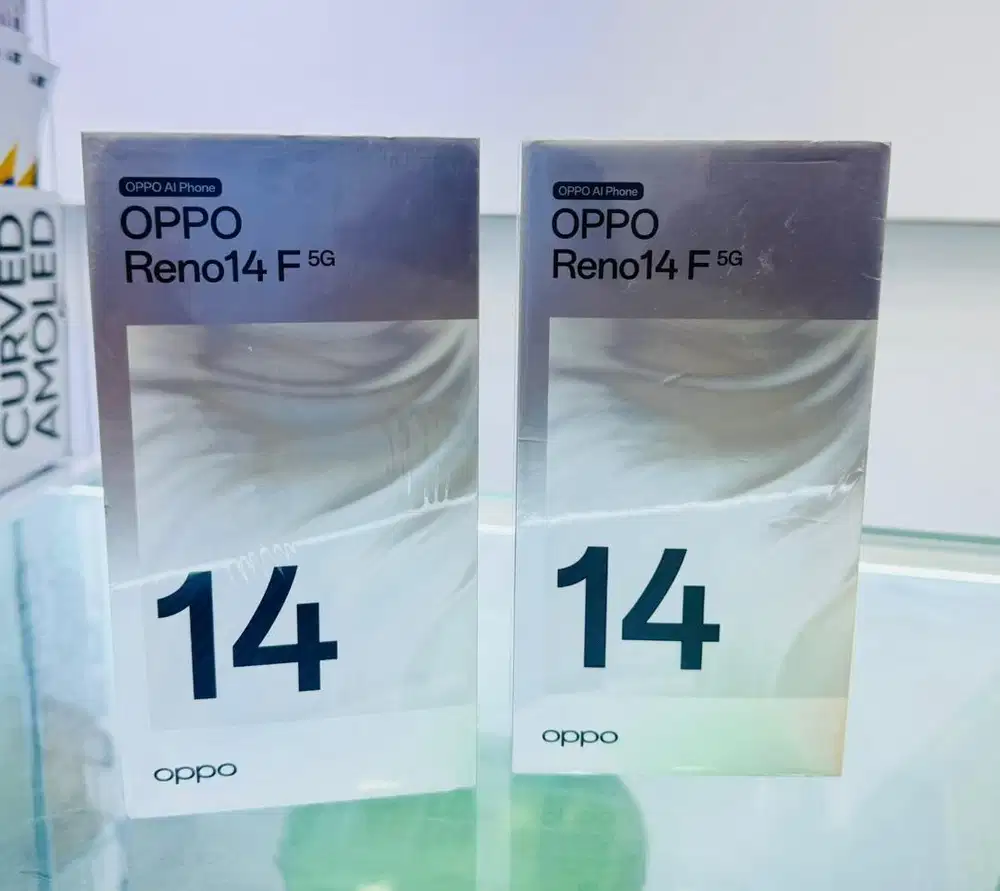 CURVED
AMOLED
OPPO AI Phone
OPPO
Reno14 F 5G
14
oppo
OPPO AI Phone
OPPO
Reno14 F 5G
14
oppo